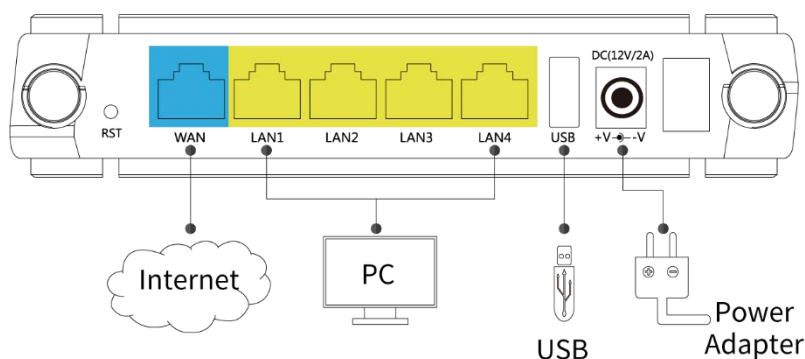 DC(12V/2A)
RST
WAN
LAN1
LAN2
LAN3
LAN4
USB
+V -V
Internet
PC
USB
Power
Adapter